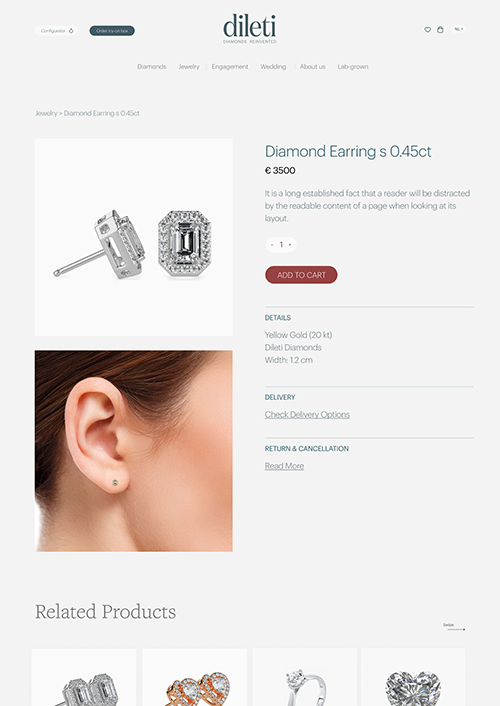 dileti
DIAMONDS REINVENTED
Configurator
Order try-on box
NL
Diamonds Jewelry Engagement Wedding About us Lab-grown
Jewelry > Diamond Earring s 0.45ct
Diamond Earring s 0.45ct
€ 3500
It is a long established fact that a reader will be distracted
by the readable content of a page when looking at its
layout.
- 1 +
ADD TO CART
DETAILS
Yellow Gold (20 kt)
Dileti Diamonds
Width: 1.2 cm
DELIVERY
Check Delivery Options
RETURN & CANCELLATION
Read More
Related Products
Swipe